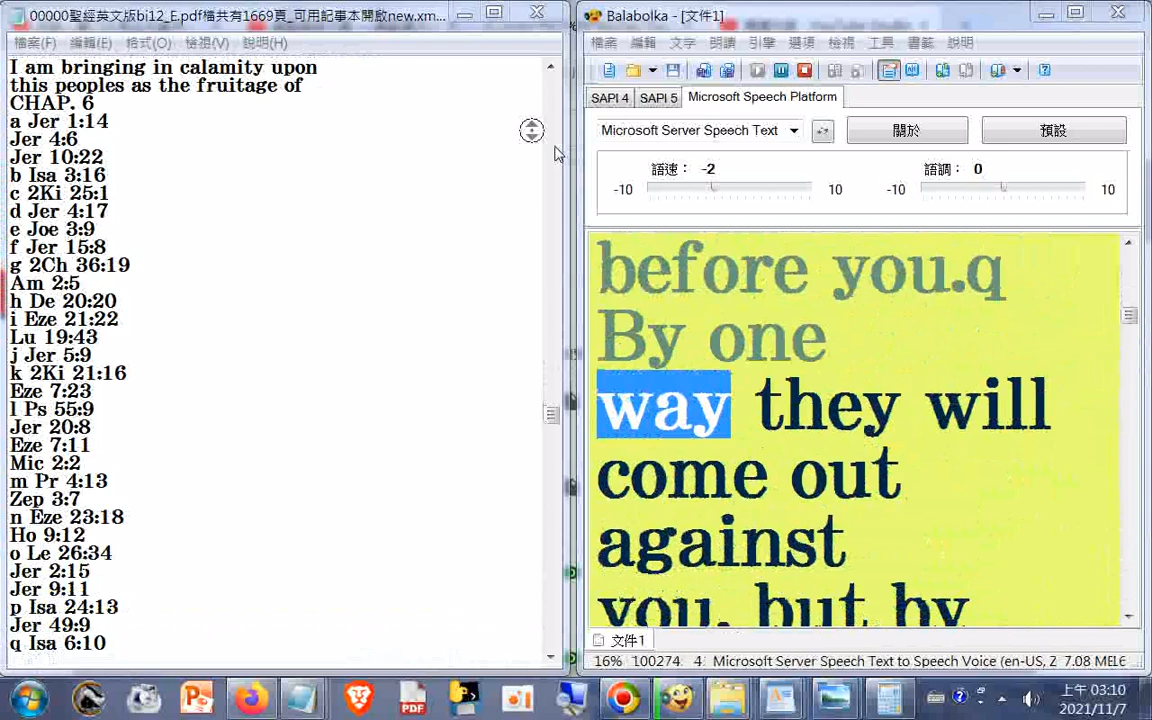 00000聖經英文版bi12_E.pdf檔共有1669頁_可用記事本開啟new.xm...
檔案(F) 編輯(E) 格式(O) 檢視(V) 說明(H)
I am bringing in calamity upon
this peoples as the fruitage of
CHAP. 6
a Jer 1:14
Jer 4:6
Jer 10:22
b Isa 3:16
c 2Ki 25:1
d Jer 4:17
e Joe 3:9
f Jer 15:8
g 2Ch 36:19
Am 2:5
h De 20:20
i Eze 21:22
Lu 19:43
j Jer 5:9
k 2Ki 21:16
Eze 7:23
l Ps 55:9
Jer 20:8
Eze 7:11
Mic 2:2
m Pr 4:13
Zep 3:7
n Eze 23:18
Ho 9:12
o Le 26:34
Jer 2:15
Jer 9:11
p Isa 24:13
Jer 49:9
q Isa 6:10
Balabolka - [文件1]
檔案 編輯 文字 朗讀 引擎 選項 檢視 工具 書籤 說明
SAPI 4 SAPI 5 Microsoft Speech Platform
Microsoft Server Speech Text 關於 預設
語速： -2 語調： 0
-10 10 -10 10
before you.q
By one
way they will
come out
against
you, but by
文件1
16% 100274. Microsoft Server Speech Text to Speech Voice (en-US, Z 7.08 MB
PDF
上午 03:10
2021/11/7